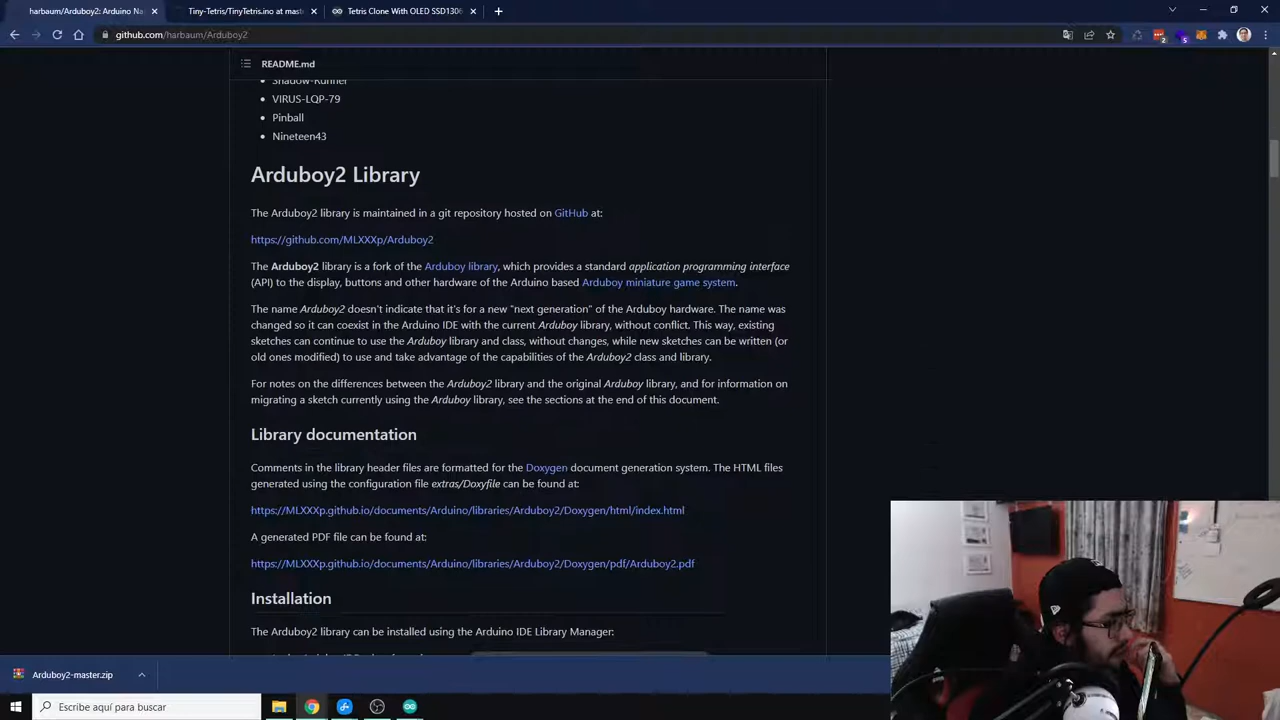 harbaum/Arduboy2: Arduino Na
Tiny-Tetris/TinyTetris.ino at mast
Tetris Clone With OLED SSD1306
github.com/harbaum/Arduboy2
README.md
Shadow-Runner
VIRUS-LQP-79
Pinball
Nineteen43
Arduboy2 Library
The Arduboy2 library is maintained in a git repository hosted on GitHub at:
https://github.com/MLXXXp/Arduboy2
The Arduboy2 library is a fork of the Arduboy library, which provides a standard application programming interface
(API) to the display, buttons and other hardware of the Arduino based Arduboy miniature game system.
The name Arduboy2 doesn't indicate that it's for a new "next generation" of the Arduboy hardware. The name was
changed so it can coexist in the Arduino IDE with the current Arduboy library, without conflict. This way, existing
sketches can continue to use the Arduboy library and class, without changes, while new sketches can be written (or
old ones modified) to use and take advantage of the capabilities of the Arduboy2 class and library.
For notes on the differences between the Arduboy2 library and the original Arduboy library, and for information on
migrating a sketch currently using the Arduboy library, see the sections at the end of this document.
Library documentation
Comments in the library header files are formatted for the Doxygen document generation system. The HTML files
generated using the configuration file extras/Doxyfile can be found at:
https://MLXXXp.github.io/documents/Arduino/libraries/Arduboy2/Doxygen/html/index.html
A generated PDF file can be found at:
https://MLXXXp.github.io/documents/Arduino/libraries/Arduboy2/Doxygen/pdf/Arduboy2.pdf
Installation
The Arduboy2 library can be installed using the Arduino IDE Library Manager:
Arduboy2-master.zip
Escribe aquí para buscar